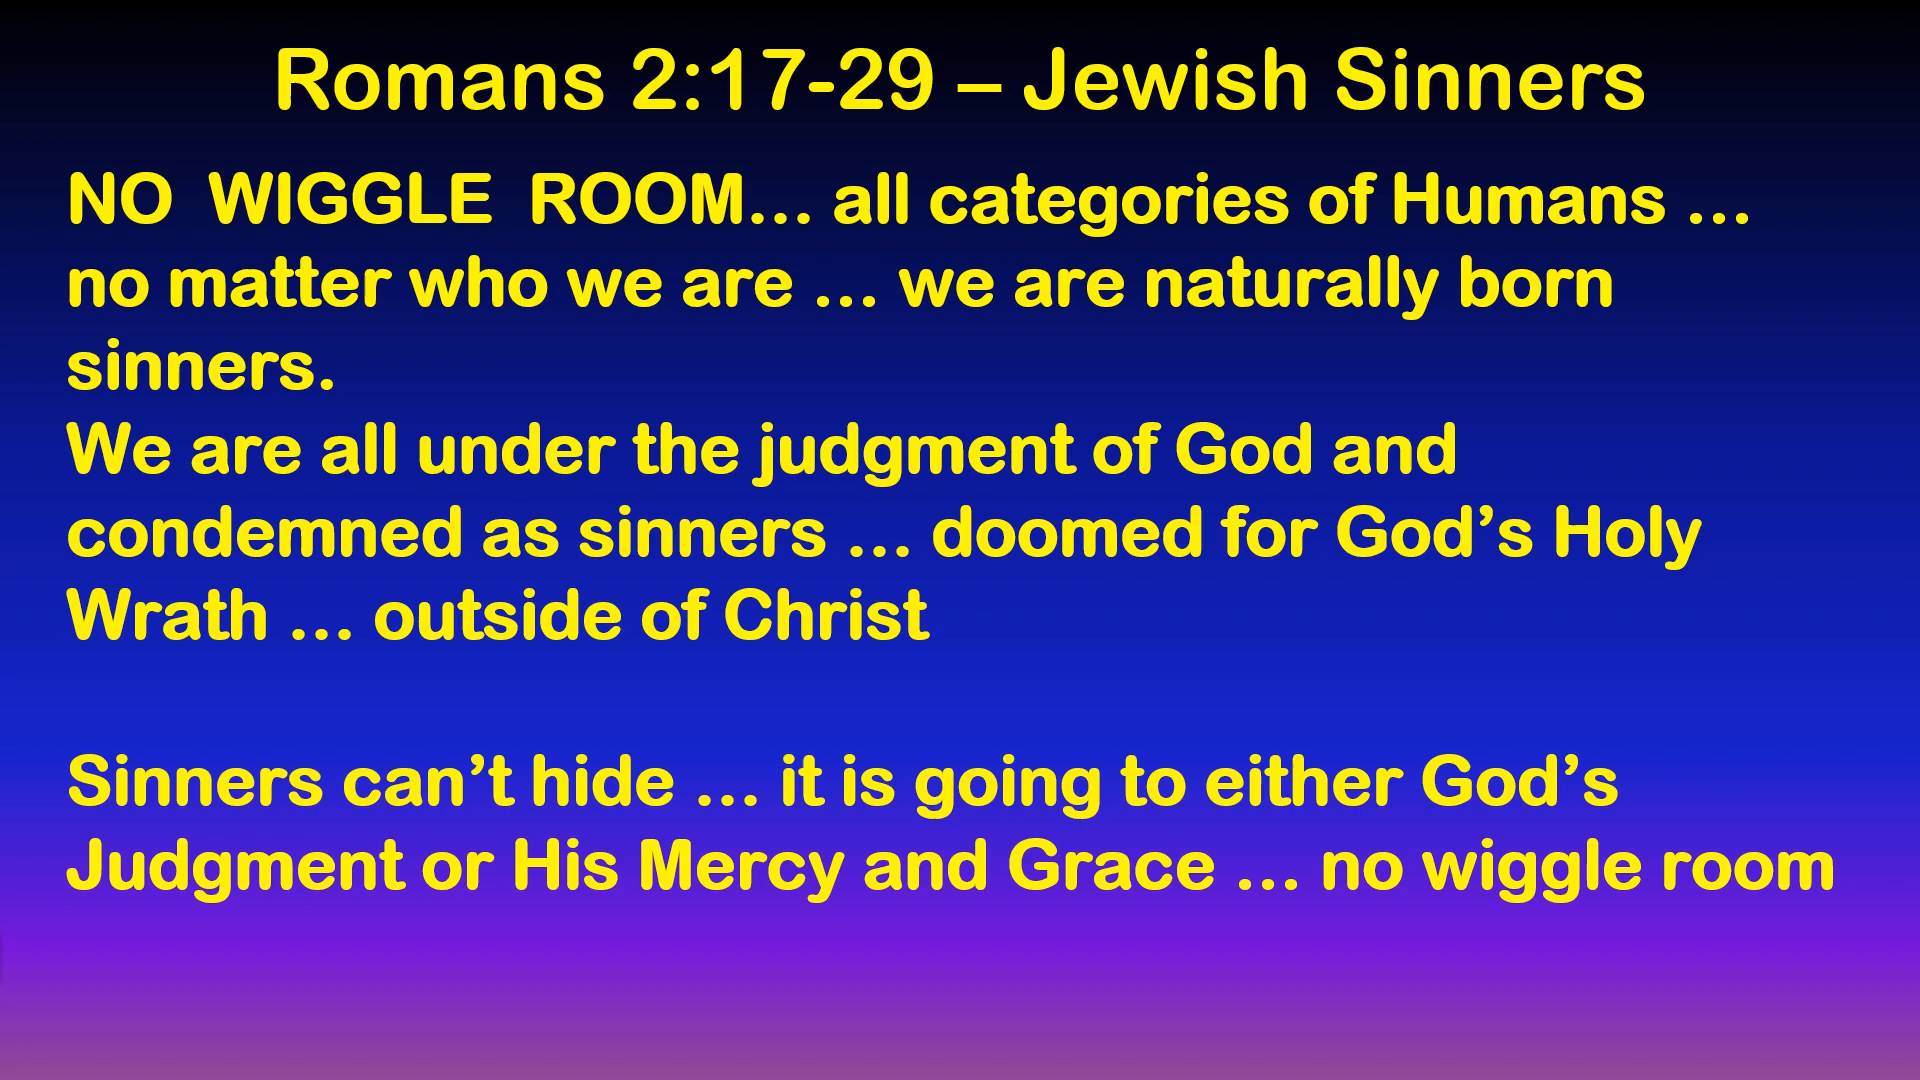 Romans 2:17-29 – Jewish Sinners
NO  WIGGLE  ROOM… all categories of Humans …
no matter who we are … we are naturally born
sinners.
We are all under the judgment of God and
condemned as sinners … doomed for God’s Holy
Wrath … outside of Christ
Sinners can’t hide … it is going to either God’s
Judgment or His Mercy and Grace … no wiggle room